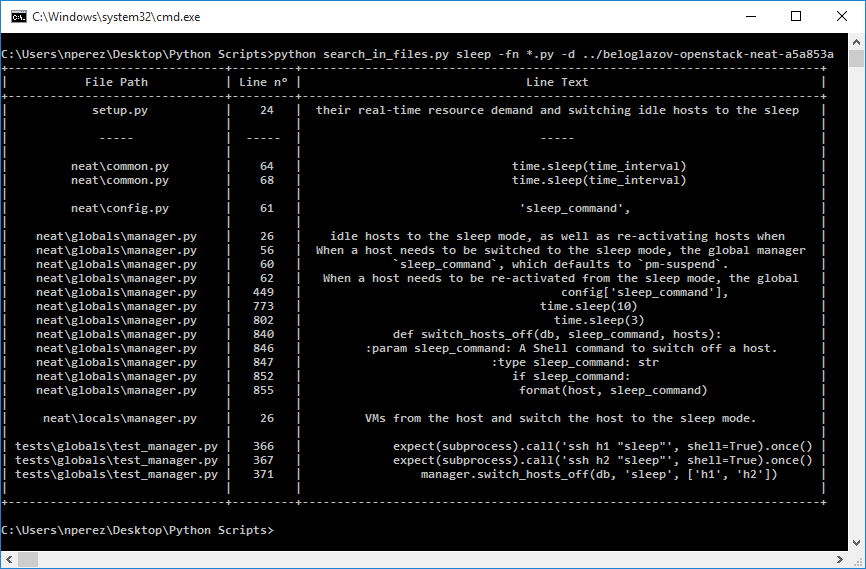 C:\Windows\system32\cmd.exe
C:\Users\nperez\Desktop\Python Scripts>python search_in_files.py sleep -fn *.py -d ../beloglazov-openstack-neat-a5a853a
+--------------------------------+---------+--------------------------------------------------------------------------+
| File Path | Line nº | Line Text |
+--------------------------------+---------+--------------------------------------------------------------------------+
| setup.py | 24 | their real-time resource demand and switching idle hosts to the sleep |
| | | |
| ----- | ----- | ----- |
| | | |
| neat\common.py | 64 | time.sleep(time_interval) |
| neat\common.py | 68 | time.sleep(time_interval) |
| | | |
| neat\config.py | 61 | 'sleep_command', |
| | | |
| neat\globals\manager.py | 26 | idle hosts to the sleep mode, as well as re-activating hosts when |
| neat\globals\manager.py | 56 | When a host needs to be switched to the sleep mode, the global manager |
| neat\globals\manager.py | 60 | `sleep_command`, which defaults to `pm-suspend`. |
| neat\globals\manager.py | 62 | When a host needs to be re-activated from the sleep mode, the global |
| neat\globals\manager.py | 449 | config['sleep_command'], |
| neat\globals\manager.py | 773 | time.sleep(10) |
| neat\globals\manager.py | 802 | time.sleep(3) |
| neat\globals\manager.py | 840 | def switch_hosts_off(db, sleep_command, hosts): |
| neat\globals\manager.py | 846 | :param sleep_command: A Shell command to switch off a host. |
| neat\globals\manager.py | 847 | :type sleep_command: str |
| neat\globals\manager.py | 852 | if sleep_command: |
| neat\globals\manager.py | 855 | format(host, sleep_command) |
| | | |
| neat\locals\manager.py | 26 | VMs from the host and switch the host to the sleep mode. |
| | | |
| tests\globals\test_manager.py | 366 | expect(subprocess).call('ssh h1 "sleep"', shell=True).once() |
| tests\globals\test_manager.py | 367 | expect(subprocess).call('ssh h2 "sleep"', shell=True).once() |
| tests\globals\test_manager.py | 371 | manager.switch_hosts_off(db, 'sleep', ['h1', 'h2']) |
| | | |
+--------------------------------+---------+--------------------------------------------------------------------------+
C:\Users\nperez\Desktop\Python Scripts>